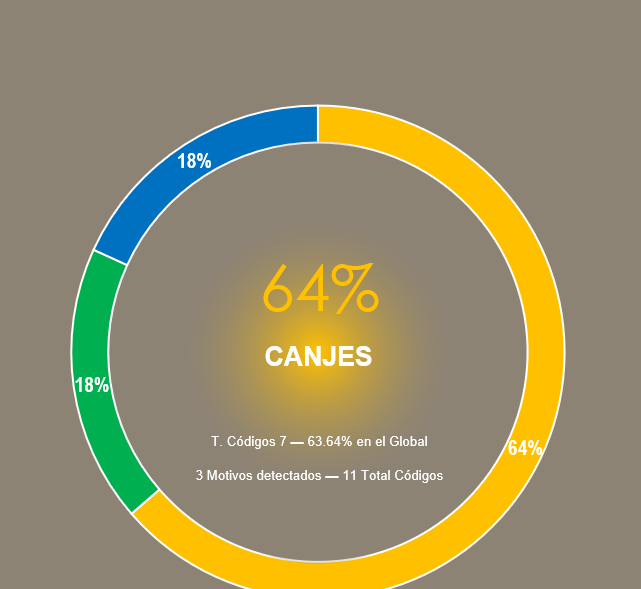 18%
64%
CANJES
18%
T. Códigos 7 — 63.64% en el Global
64%
3 Motivos detectados — 11 Total Códigos